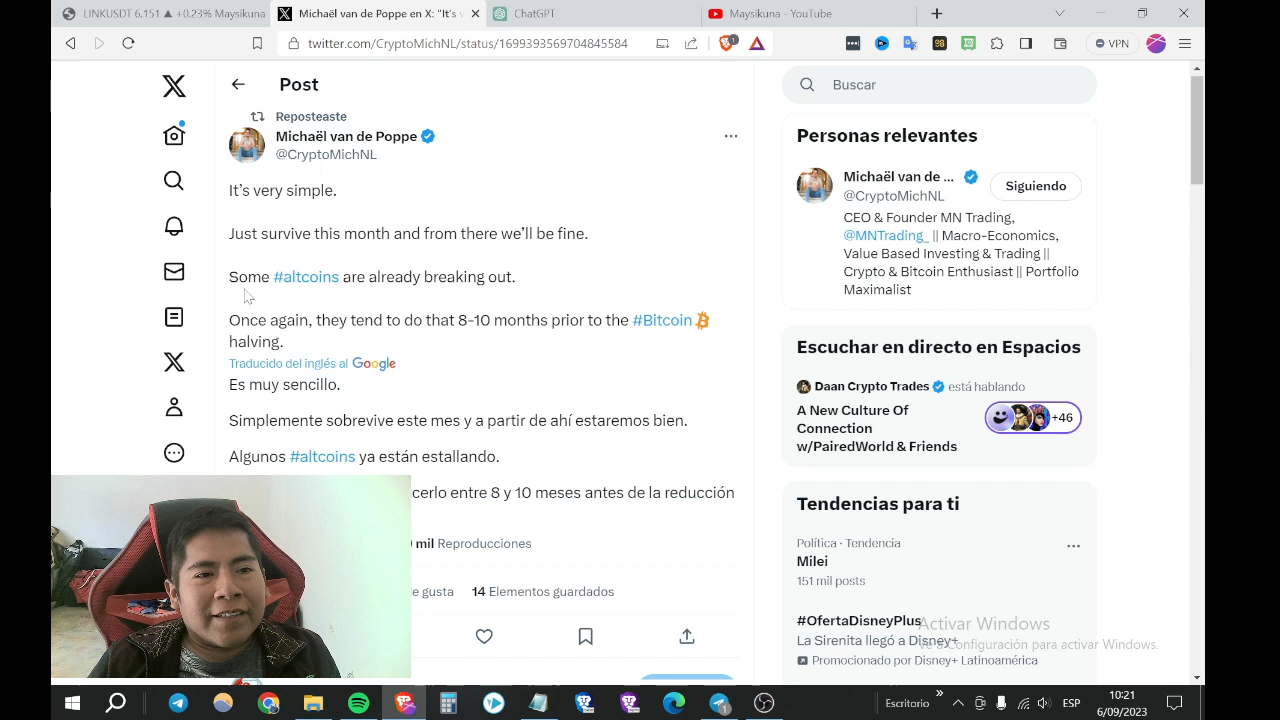 LINKUSDT 6.151 ▲ +0.23% Maysikuna
Michaël van de Poppe en X: "It's v
ChatGPT
Maysikuna - YouTube
twitter.com/CryptoMichNL/status/1699393569704845584
1
98
VPN
Post
Buscar
Reposteaste
Michaël van de Poppe
@CryptoMichNL
It's very simple.
Just survive this month and from there we'll be fine.
Some #altcoins are already breaking out.
Once again, they tend to do that 8-10 months prior to the #Bitcoin
halving.
Traducido del inglés al Google
Es muy sencillo.
Simplemente sobrevive este mes y a partir de ahí estaremos bien.
Algunos #altcoins ya están estallando.
cerlo entre 8 y 10 meses antes de la reducción
mil Reproducciones
e gusta
14 Elementos guardados
Personas relevantes
Michaël van de ...
@CryptoMichNL
Siguiendo
CEO & Founder MN Trading,
@MNTrading_ || Macro-Economics,
Value Based Investing & Trading ||
Crypto & Bitcoin Enthusiast || Portfolio
Maximalist
Escuchar en directo en Espacios
Daan Crypto Trades está hablando
A New Culture Of
Connection
w/PairedWorld & Friends
+46
Tendencias para ti
Política · Tendencia
Milei
151 mil posts
#OfertaDisneyPlus
La Sirenita llegó a Disney+
Promocionado por Disney+ Latinoamérica
Activar Windows
Ve a Configuración para activar Windows.
Escritorio
ESP
10:21
6/09/2023